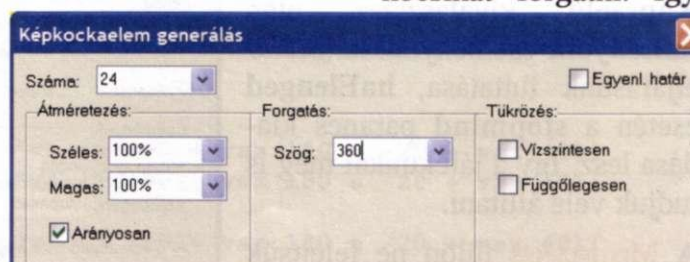 Képkockaelem generálás
Száma: 24
Egyenl. határ
Átméretezés:
Forgatás:
Tükrözés:
Széles: 100%
Szög: 360
Vízszintesen
Magas: 100%
Függőlegesen
Arányosan